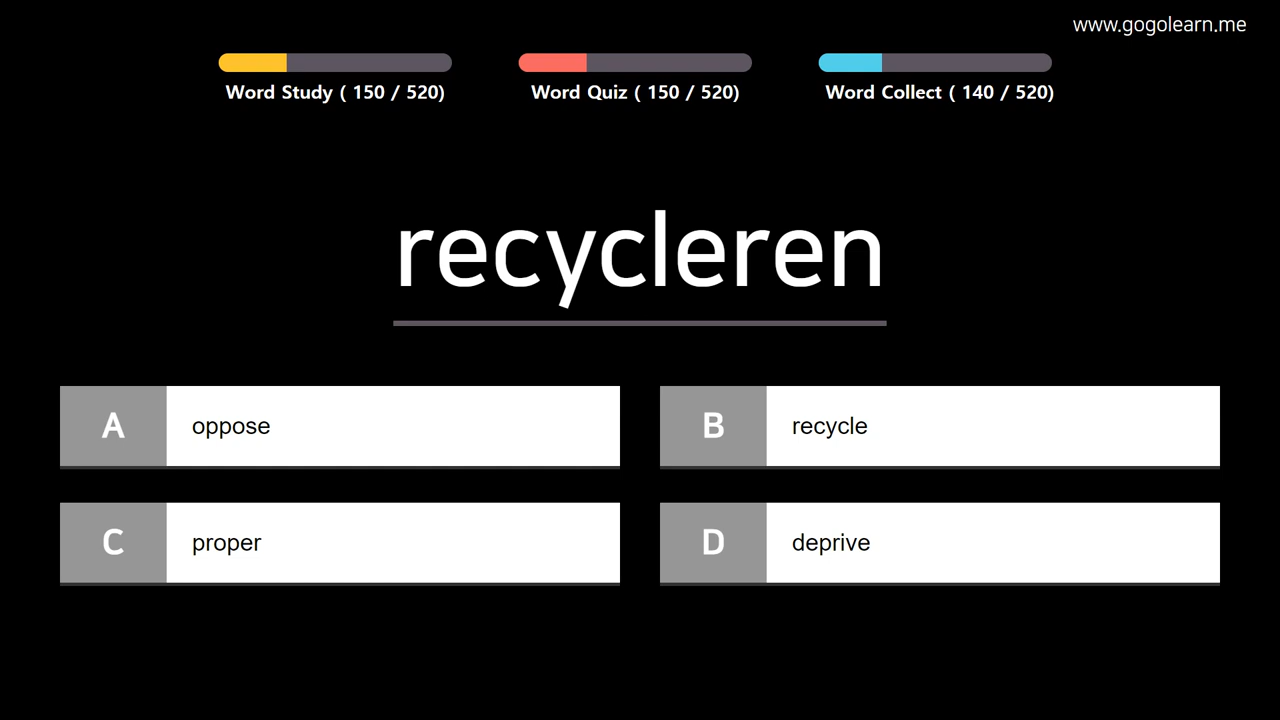 www.gogolearn.me
Word Study ( 150 / 520)
Word Quiz ( 150 / 520)
Word Collect ( 140 / 520)
recycleren
A oppose
B recycle
C proper
D deprive